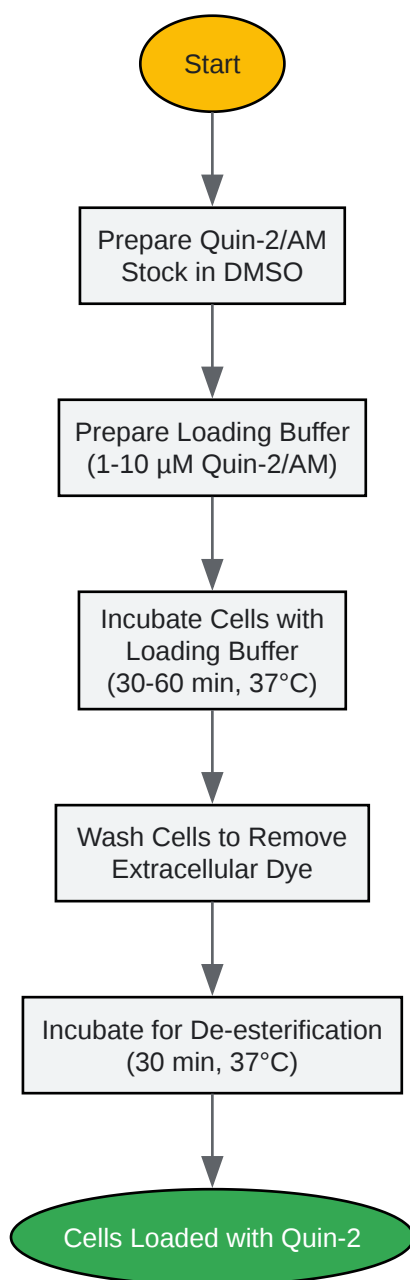 Start
Prepare Quin-2/AM
Stock in DMSO
Prepare Loading Buffer
(1-10 µM Quin-2/AM)
Incubate Cells with
Loading Buffer
(30-60 min, 37°C)
Wash Cells to Remove
Extracellular Dye
Incubate for De-esterification
(30 min, 37°C)
Cells Loaded with Quin-2